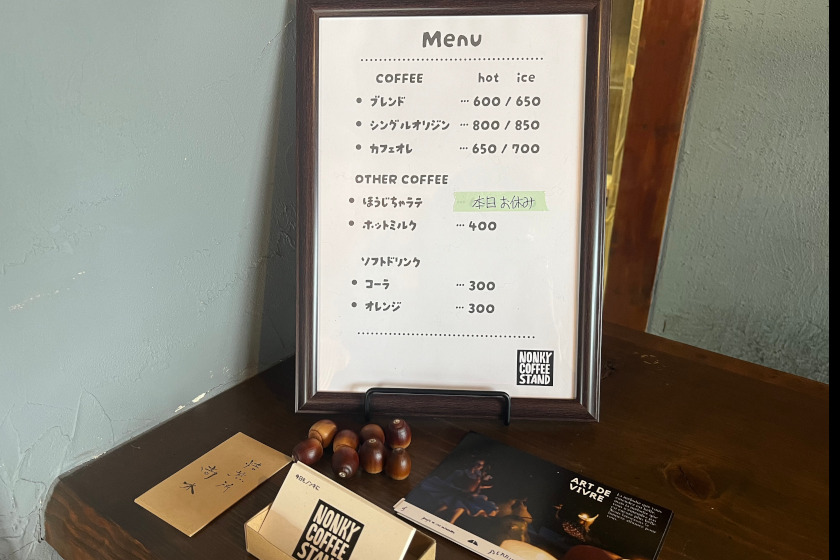 Menu
COFFEE hot ice
• ブレンド … 600 / 650
• シングルオリジン … 800 / 850
• カフェオレ … 650 / 700
OTHER COFFEE
• ほうじちゃラテ … 本日お休み
• ホットミルク … 400
ソフトドリンク
• コーラ … 300
• オレンジ … 300
NONKY
COFFEE
STAND
ART DE
VIVRE
NONKY
COFFEE
STAND